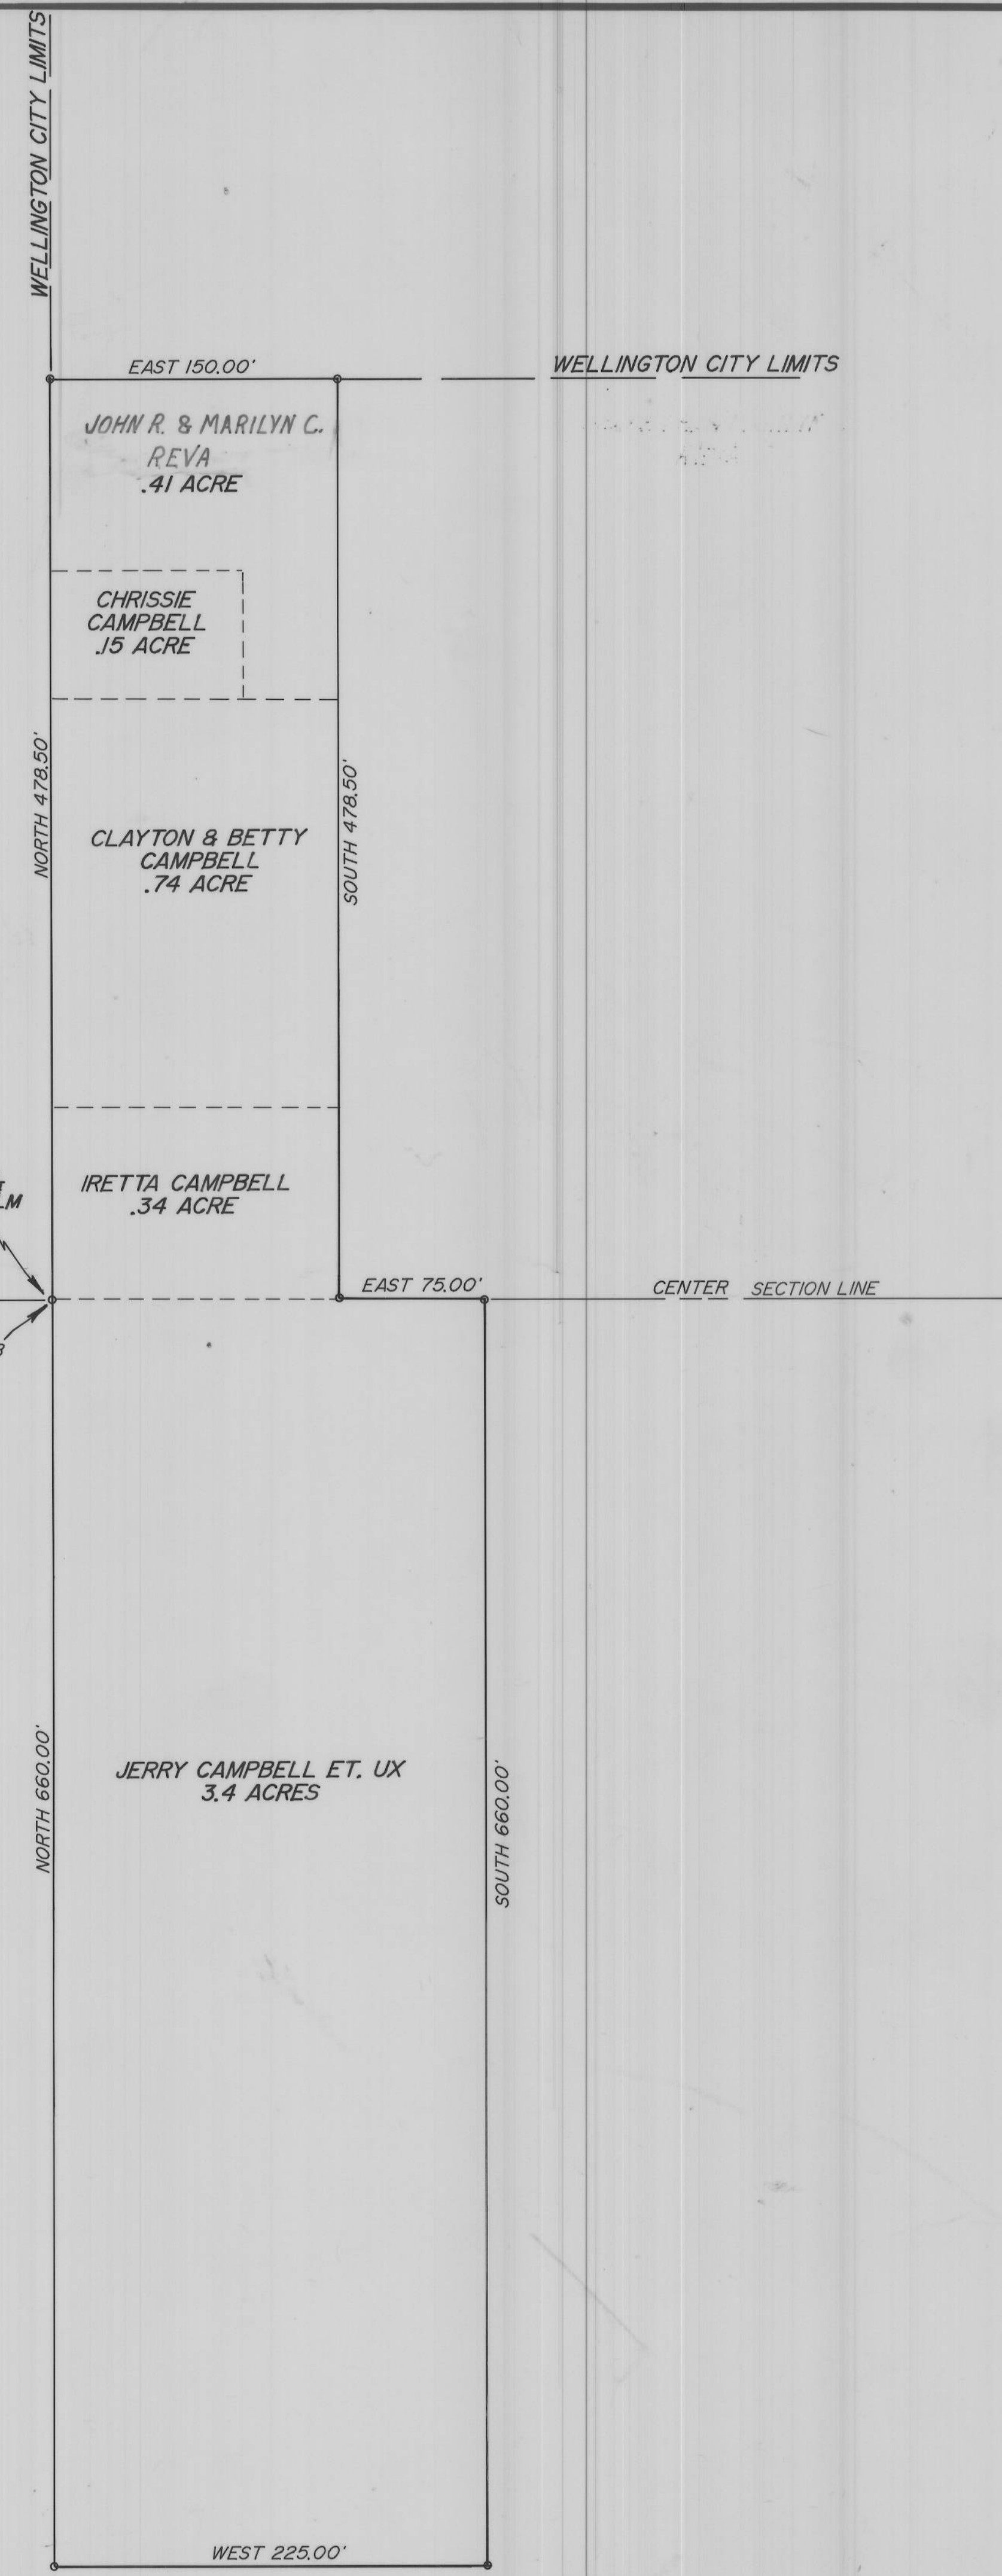 WELLINGTON CITY LIMITS
EAST 150.00'
WELLINGTON CITY LIMITS
JOHN R. & MARILYN C.
REVA
.41 ACRE
CHRISSIE
CAMPBELL
.15 ACRE
NORTH 478.50'
SOUTH 478.50'
CLAYTON & BETTY
CAMPBELL
.74 ACRE
IRETTA CAMPBELL
.34 ACRE
EAST 75.00'
CENTER SECTION LINE
NORTH 660.00'
JERRY CAMPBELL ET. UX
3.4 ACRES
SOUTH 660.00'
WEST 225.00'